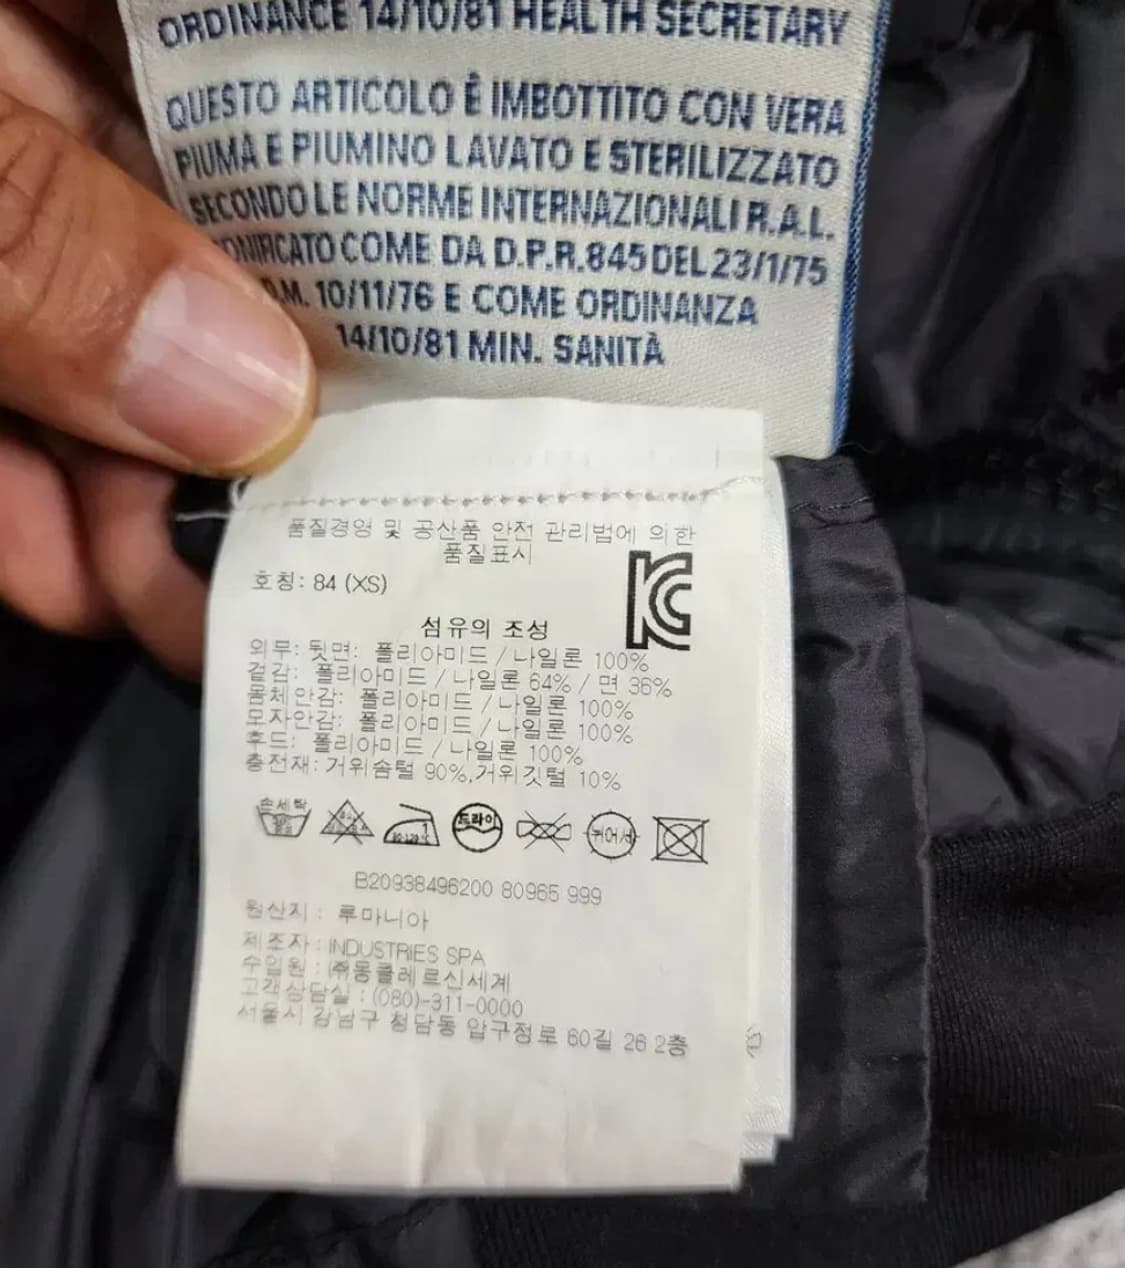 ORDINANCE 14/10/81 HEALTH SECRETARY
QUESTO ARTICOLO È IMBOTTITO CON VERA
PIUMA E PIUMINO LAVATO E STERILIZZATO
SECONDO LE NORME INTERNAZIONALI R.A.L.
COME DA D.P.R.845 DEL 23/1/75
.M. 10/11/76 E COME ORDINANZA
14/10/81 MIN. SANITÀ
품질경영 및 공산품 안전 관리법에 의한
품질표시
호칭: 84 (XS)
KC
섬유의 조성
외부: 뒷면: 폴리아미드 / 나일론 100%
겉감: 폴리아미드 / 나일론 64% / 면 36%
몸체안감: 폴리아미드 / 나일론 100%
모자안감: 폴리아미드 / 나일론 100%
후드: 폴리아미드 / 나일론 100%
충전재: 거위솜털 90%,거위깃털 10%
손세탁 드라이
B20938496200 80965 999
원산지 : 루마니아
제조자 : INDUSTRIES SPA
수입원 : ㈜몽클레르신세계
고객상담실 : (080)-311-0000
서울시 강남구 청담동 압구정로 60길 26 2층